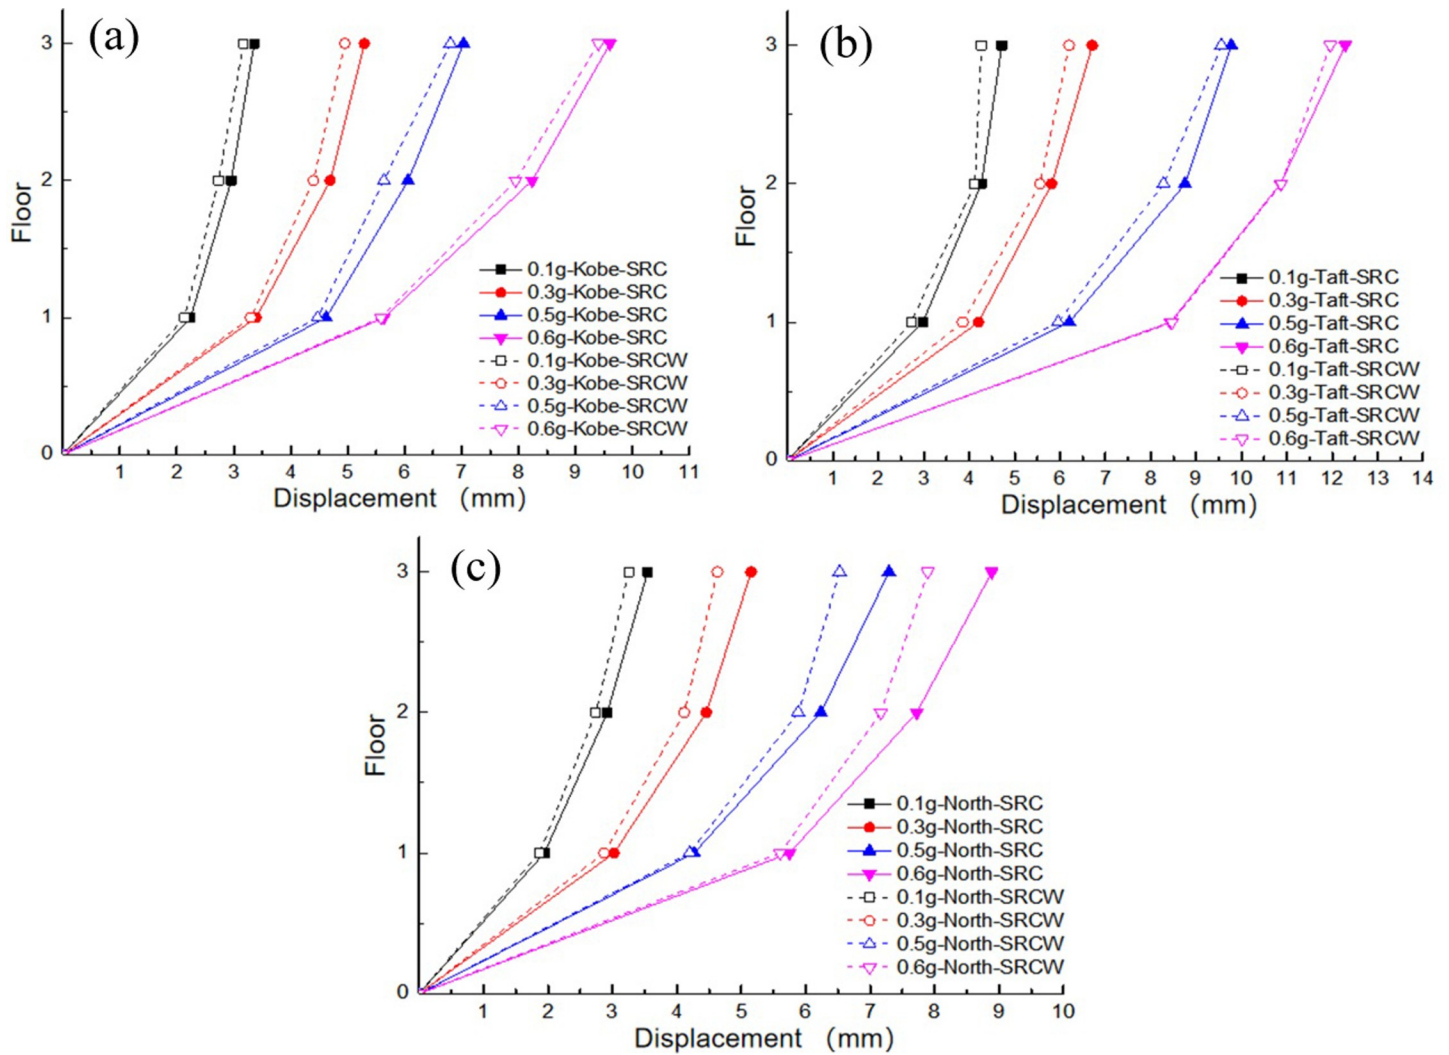 (a)
3
2
1
0
Floor
0.1g-Kobe-SRC
0.3g-Kobe-SRC
0.5g-Kobe-SRC
0.6g-Kobe-SRC
0.1g-Kobe-SRCW
0.3g-Kobe-SRCW
0.5g-Kobe-SRCW
0.6g-Kobe-SRCW
1 2 3 4 5 6 7 8 9 10 11
Displacement （mm）
(b)
3
2
1
0
Floor
0.1g-Taft-SRC
0.3g-Taft-SRC
0.5g-Taft-SRC
0.6g-Taft-SRC
0.1g-Taft-SRCW
0.3g-Taft-SRCW
0.5g-Taft-SRCW
0.6g-Taft-SRCW
1 2 3 4 5 6 7 8 9 10 11 12 13 14
Displacement （mm）
(c)
3
2
1
0
Floor
0.1g-North-SRC
0.3g-North-SRC
0.5g-North-SRC
0.6g-North-SRC
0.1g-North-SRCW
0.3g-North-SRCW
0.5g-North-SRCW
0.6g-North-SRCW
1 2 3 4 5 6 7 8 9 10
Displacement （mm）